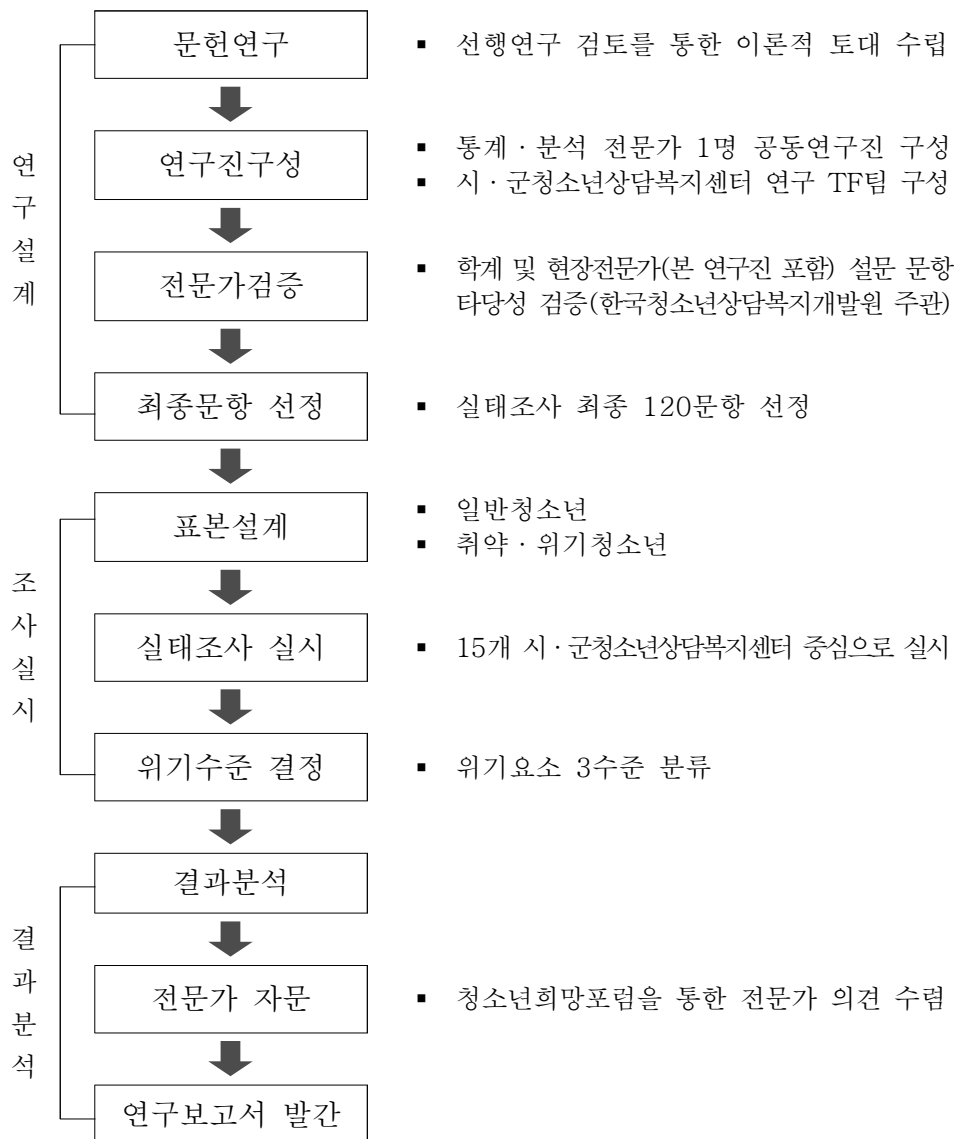 문헌연구
▪ 선행연구 검토를 통한 이론적 토대 수립
연구설계
연구진구성
▪ 통계 · 분석 전문가 1명 공동연구진 구성
▪ 시 · 군청소년상담복지센터 연구 TF팀 구성
전문가검증
▪ 학계 및 현장전문가(본 연구진 포함) 설문 문항
타당성 검증(한국청소년상담복지개발원 주관)
최종문항 선정
▪ 실태조사 최종 120문항 선정
조사실시
표본설계
▪ 일반청소년
▪ 취약 · 위기청소년
실태조사 실시
▪ 15개 시 · 군청소년상담복지센터 중심으로 실시
위기수준 결정
▪ 위기요소 3수준 분류
결과분석
결과분석
전문가 자문
▪ 청소년희망포럼을 통한 전문가 의견 수렴
연구보고서 발간